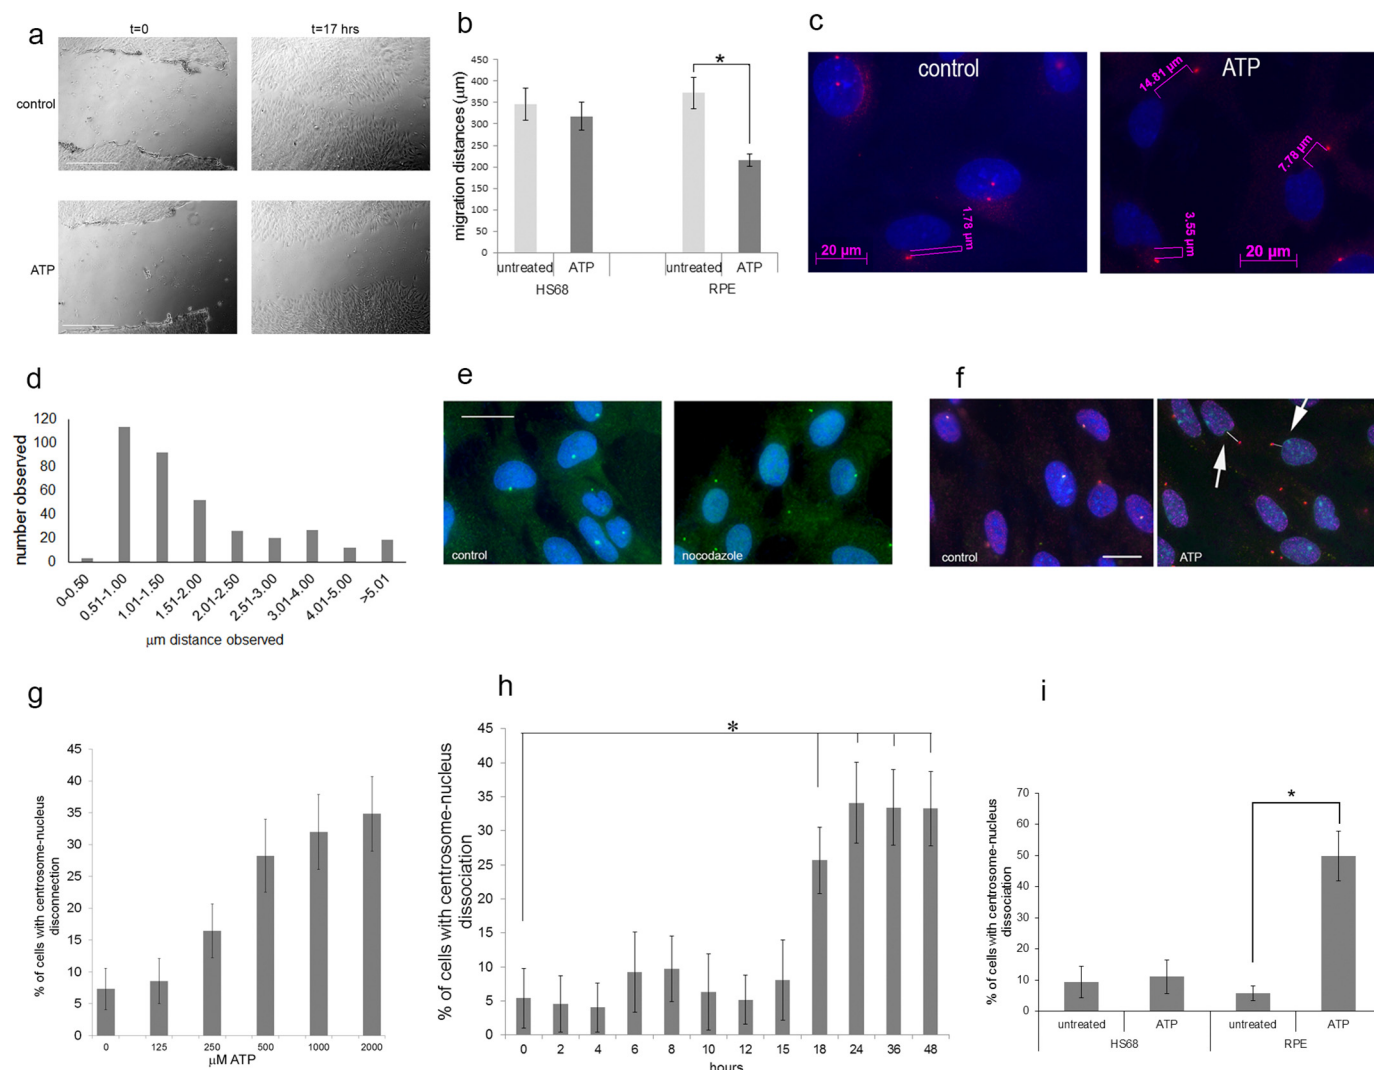 a
t=0
t=17 hrs
control
ATP
b
migration distances (µm)
450
400
350
300
250
200
150
100
50
0
*
untreated
ATP
untreated
ATP
HS68
RPE
c
control
1.78 µm
20 µm
ATP
14.81 µm
7.78 µm
3.55 µm
20 µm
d
number observed
120
100
80
60
40
20
0
0-0.50
0.51-1.00
1.01-1.50
1.51-2.00
2.01-2.50
2.51-3.00
3.01-4.00
4.01-5.00
>5.01
µm distance observed
e
control
nocodazole
f
control
ATP
g
% of cells with centrosome-nucleus
disconnection
45
40
35
30
25
20
15
10
5
0
0
125
250
500
1000
2000
µM ATP
h
% of cells with centrosome-nucleus
dissociation
45
40
35
30
25
20
15
10
5
0
*
0
2
4
6
8
10
12
15
18
24
36
48
hours
i
% of cells with centrosome-nucleus
dissociation
70
60
50
40
30
20
10
0
*
untreated
ATP
untreated
ATP
HS68
RPE